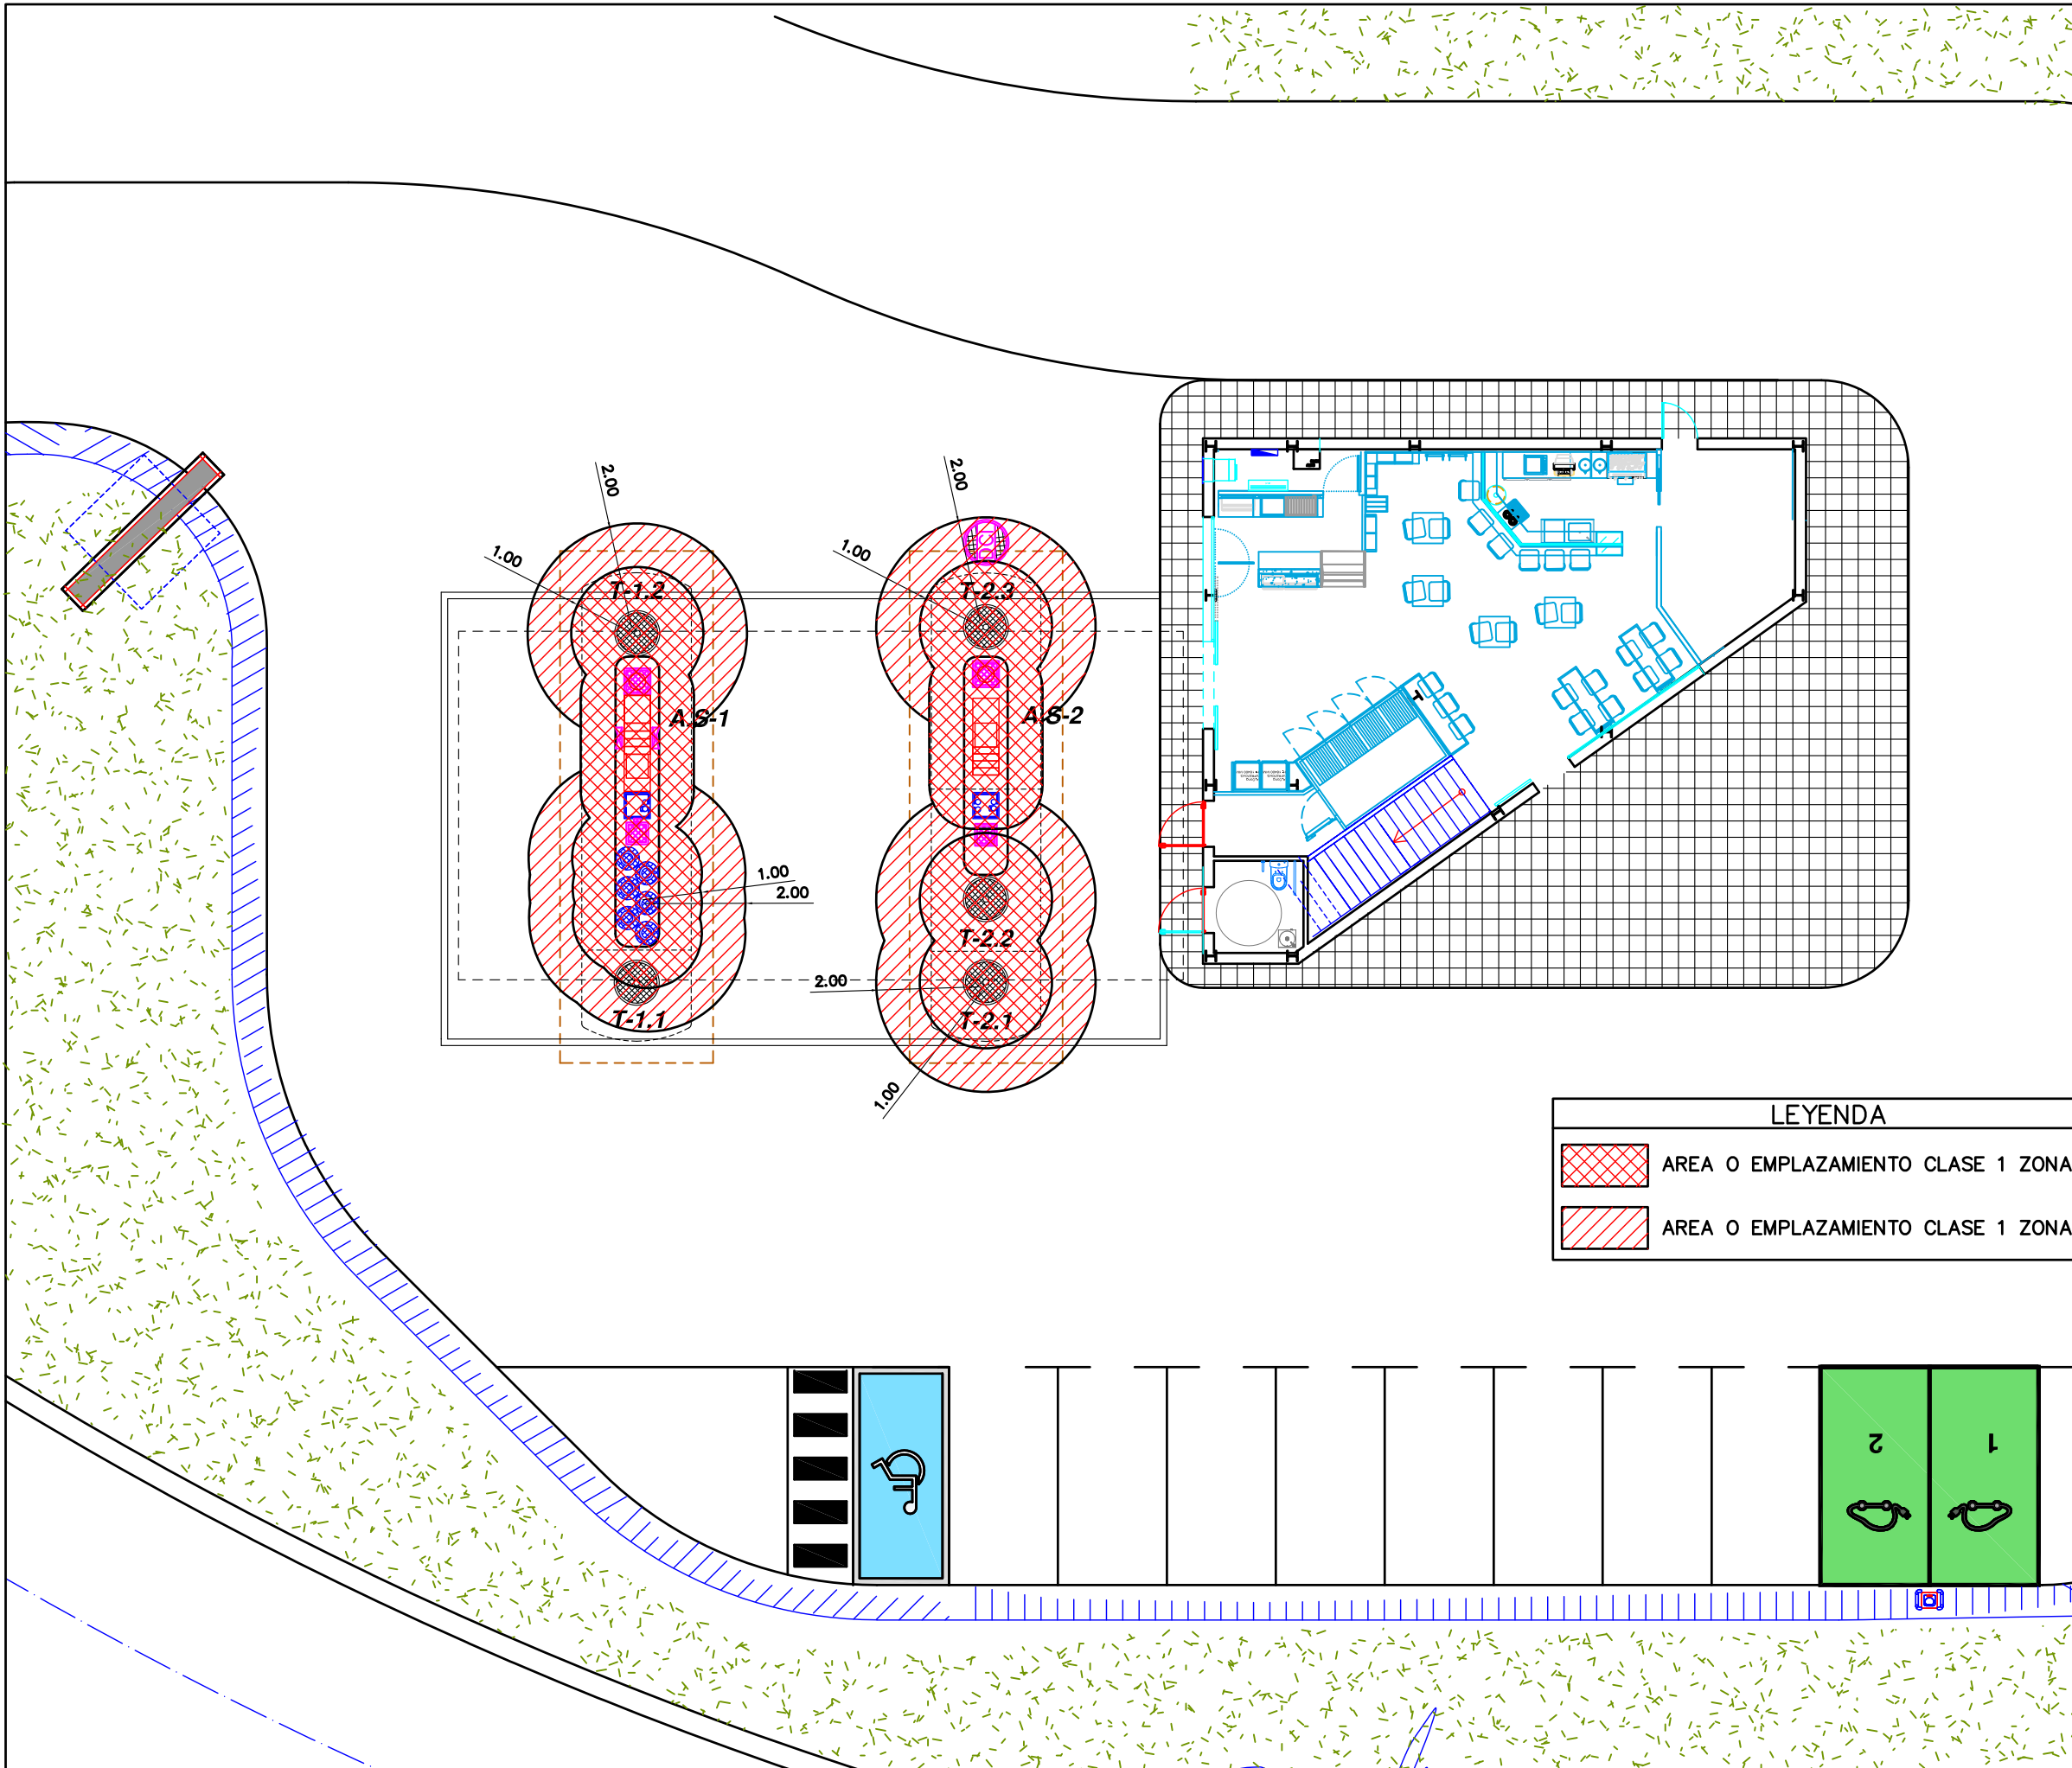 2.00
2.00
1.00
1.00
T-1.2
T-2.3
A.S-1
A.S-2
1.00
2.00
T-2.2
2.00
T-1.1
T-2.1
1.00
LEYENDA
AREA O EMPLAZAMIENTO CLASE 1 ZONA
AREA O EMPLAZAMIENTO CLASE 1 ZONA
2
1